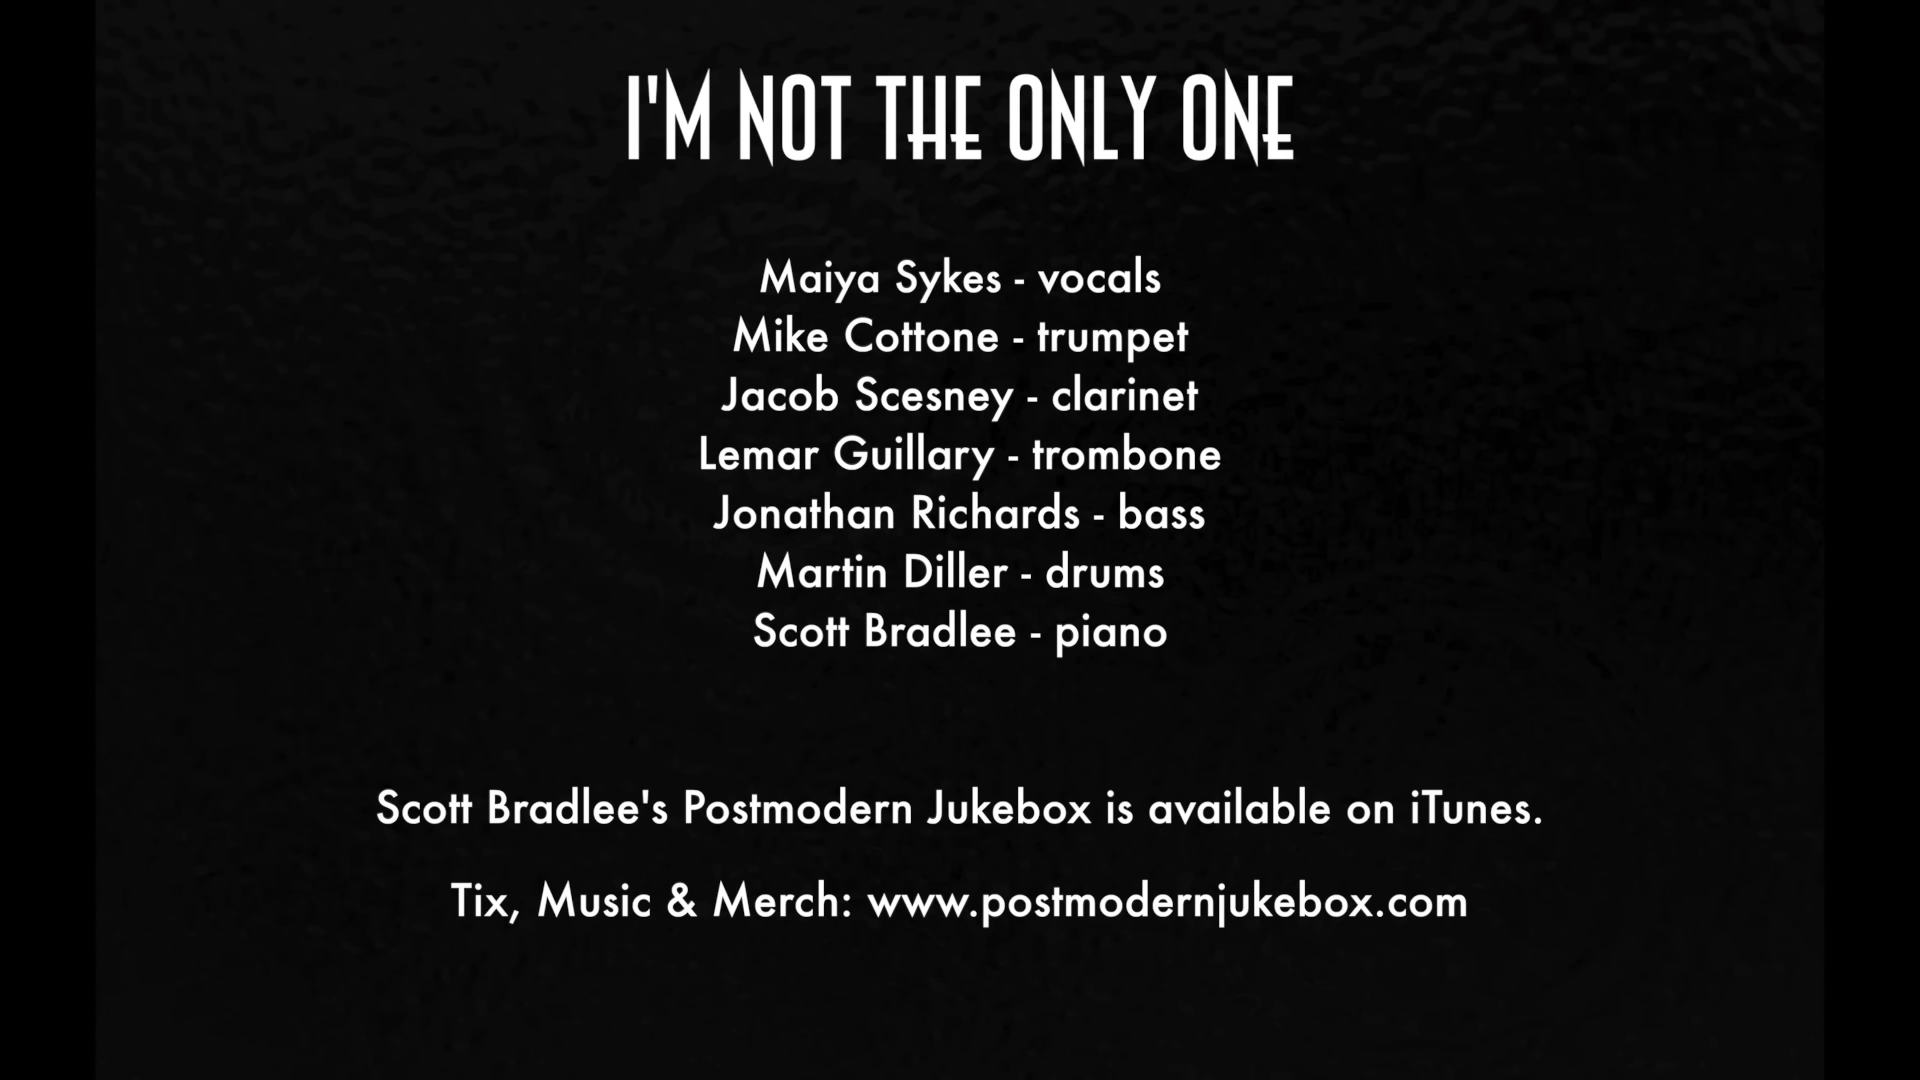 I'M NOT THE ONLY ONE
Maiya Sykes - vocals
Mike Cottone - trumpet
Jacob Scesney - clarinet
Lemar Guillary - trombone
Jonathan Richards - bass
Martin Diller - drums
Scott Bradlee - piano
Scott Bradlee's Postmodern Jukebox is available on iTunes.
Tix, Music & Merch: www.postmodernjukebox.com